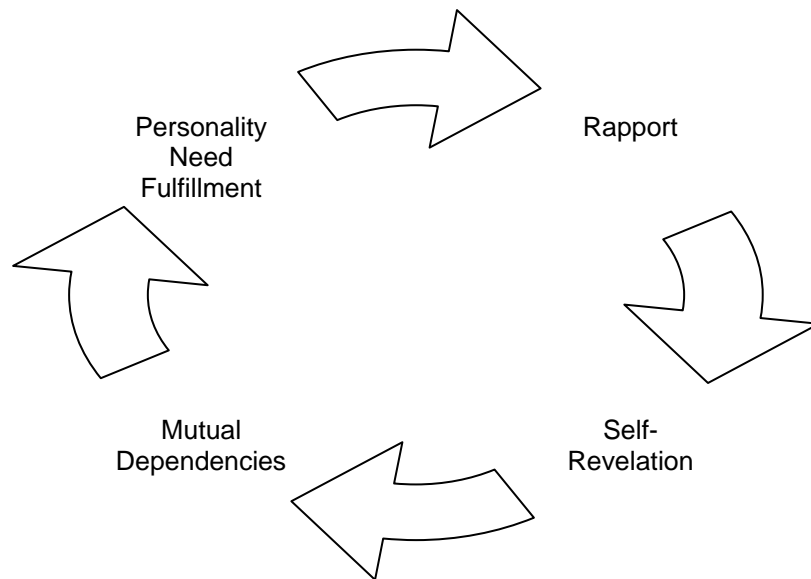 Personality
Need
Fulfillment
Rapport
Mutual
Dependencies
Self-
Revelation